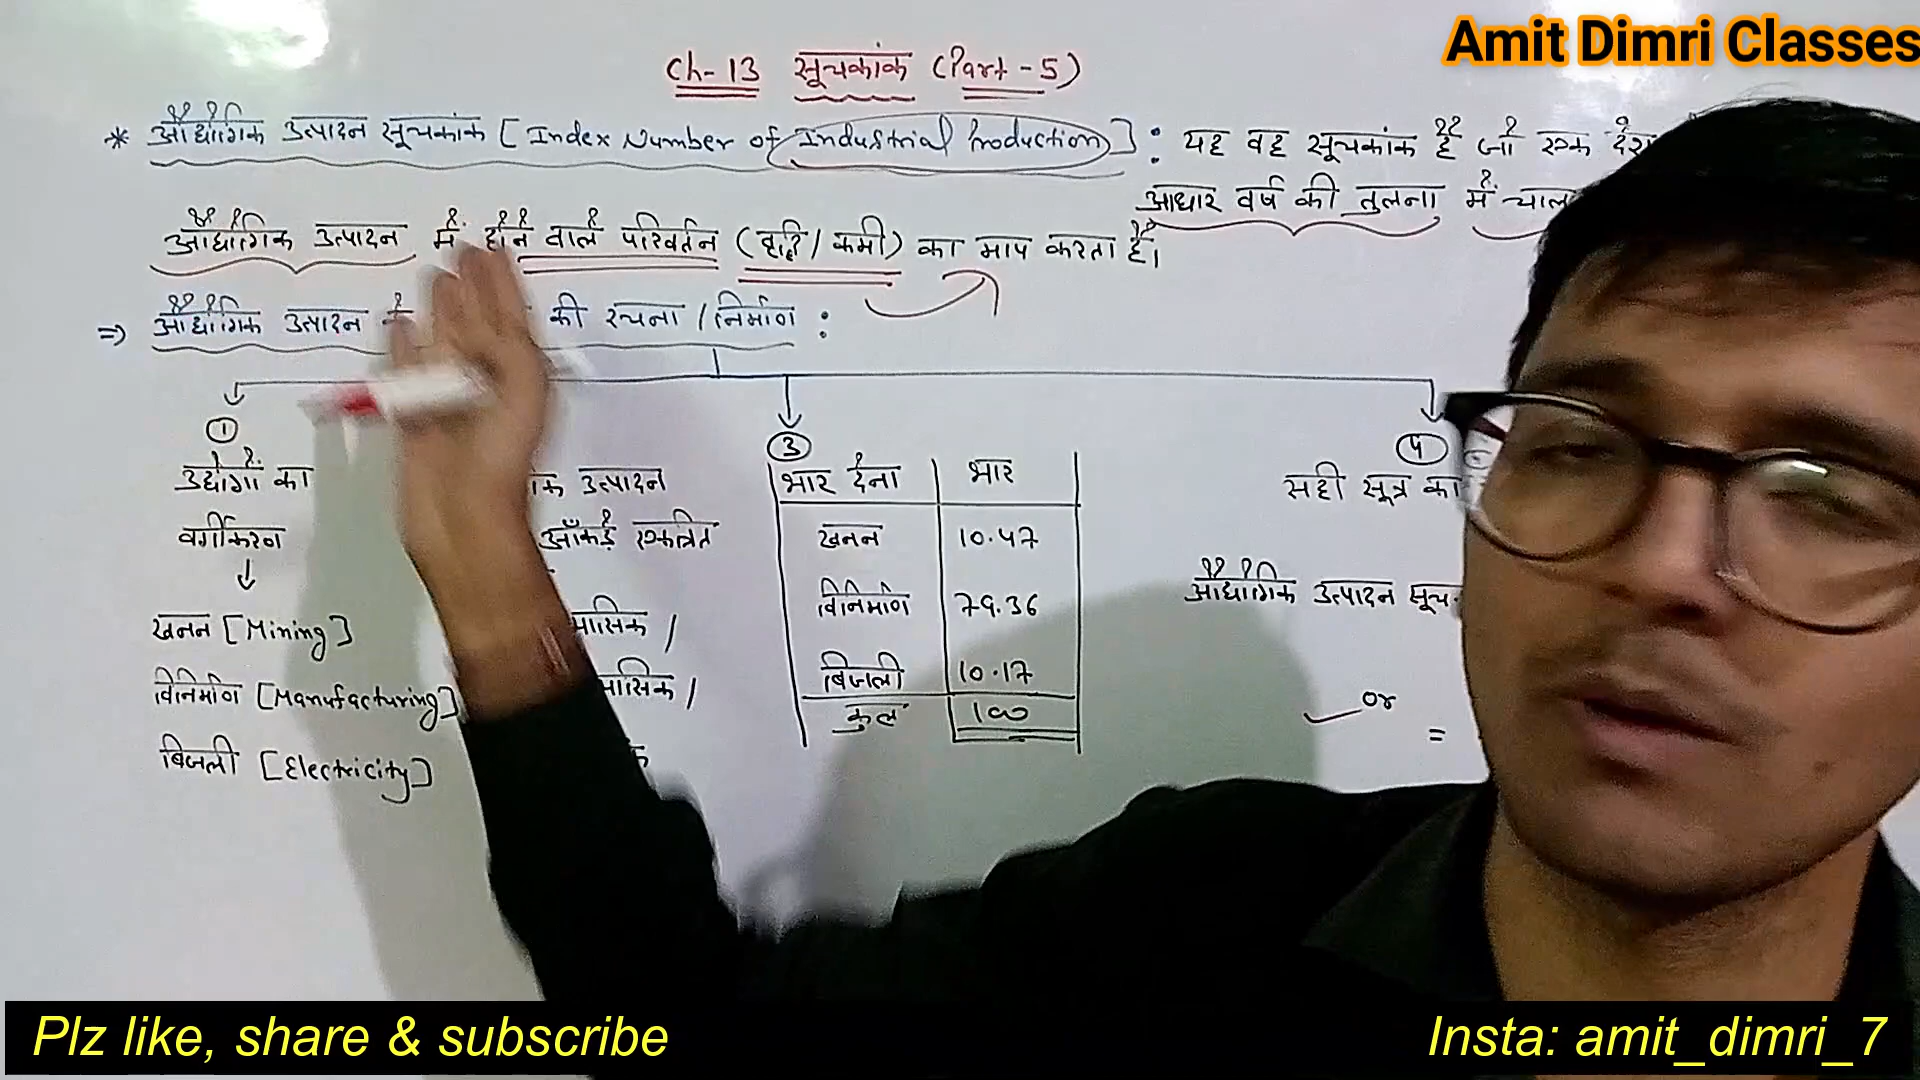 Amit Dimri Classes
Ch-13 सूचकांक (Part-5)
* औद्योगिक उत्पादन सूचकांक [Index Number of Industrial Production] : यह वह सूचकांक है जो एक देश
आधार वर्ष की तुलना में चालू
औद्योगिक उत्पादन में होने वाले परिवर्तन (वृद्धि / कमी) का माप करता है।
⇒ औद्योगिक उत्पादन की रचना / निर्माण :
① ③ ④
उद्योगों का उत्पादन
वर्गीकरण आँकड़े एकत्रित
↓
खनन [Mining] मासिक /
विनिर्माण [Manufacturing] मासिक /
बिजली [Electricity]
भार देना भार
खनन 10.47
विनिर्माण 79.36
बिजली 10.17
कुल 100
सही सूत्र का
औद्योगिक उत्पादन
or
=
Plz like, share & subscribe
Insta: amit_dimri_7